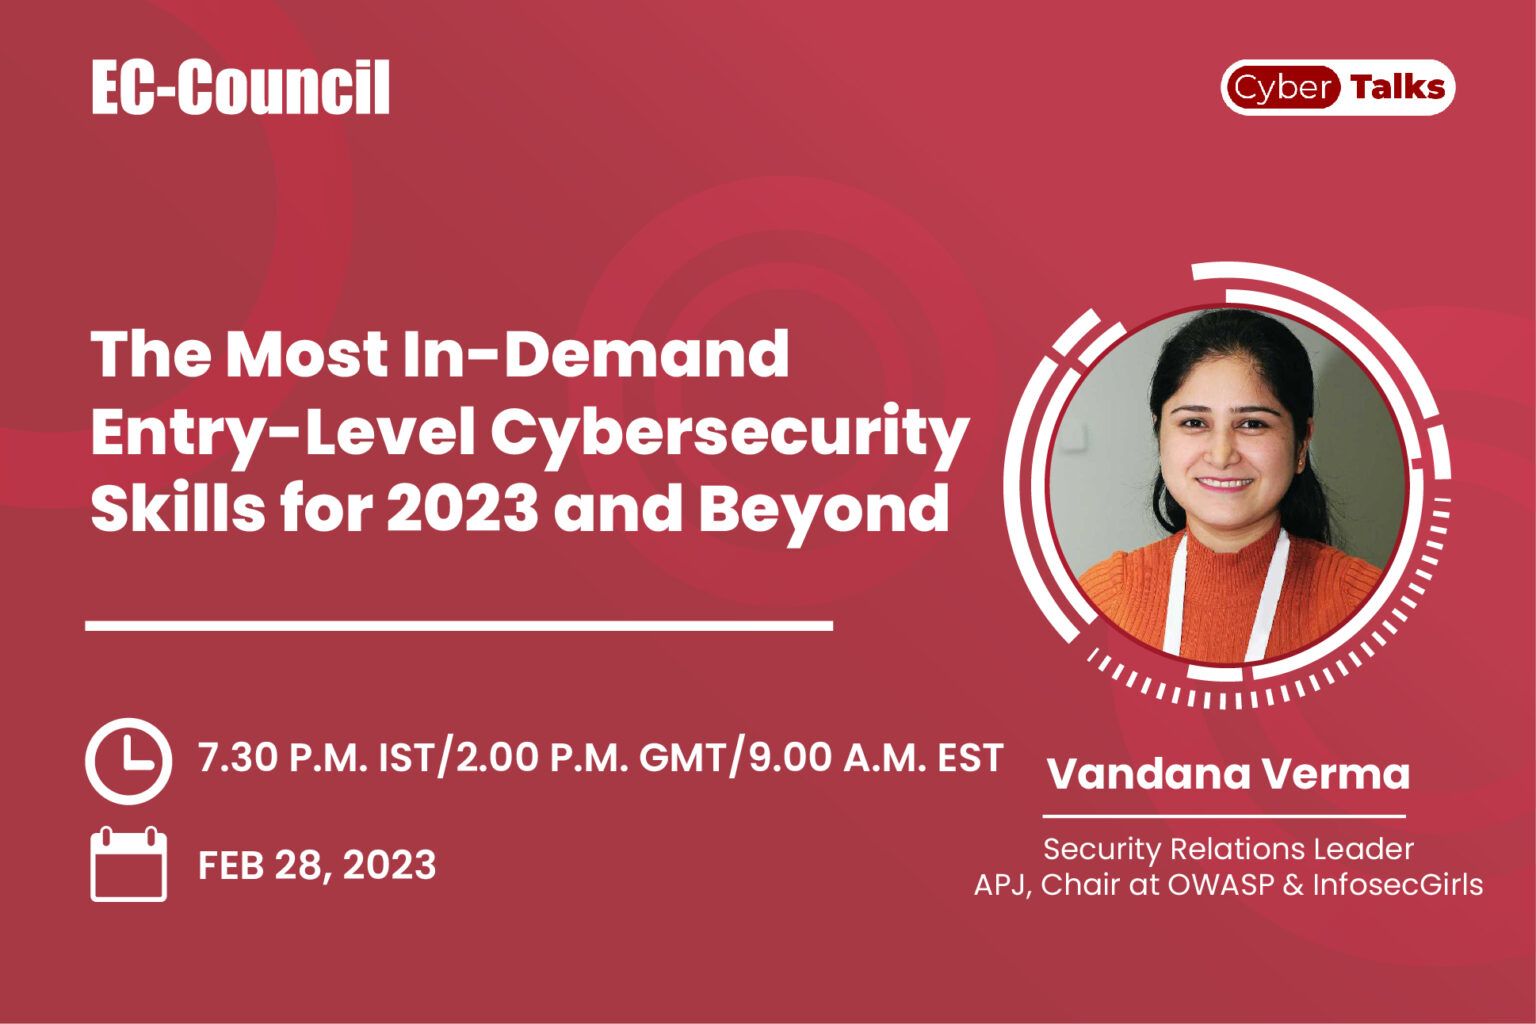 EC-Council
Cyber Talks
The Most In-Demand
Entry-Level Cybersecurity
Skills for 2023 and Beyond
7.30 P.M. IST/2.00 P.M. GMT/9.00 A.M. EST
FEB 28, 2023
Vandana Verma
Security Relations Leader
APJ, Chair at OWASP & InfosecGirls